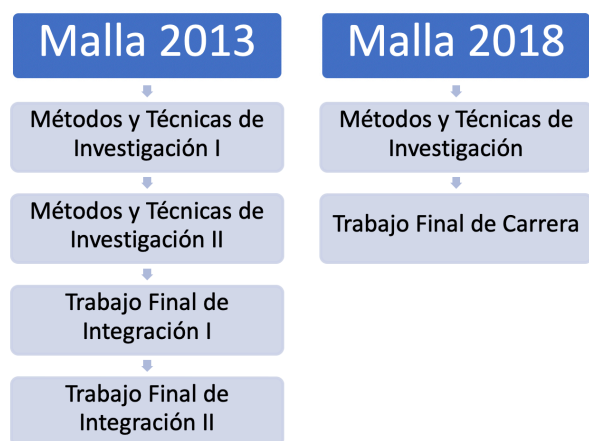 Malla 2013
Métodos y Técnicas de
Investigación I
Métodos y Técnicas de
Investigación II
Trabajo Final de
Integración I
Trabajo Final de
Integración II
Malla 2018
Métodos y Técnicas de
Investigación
Trabajo Final de Carrera